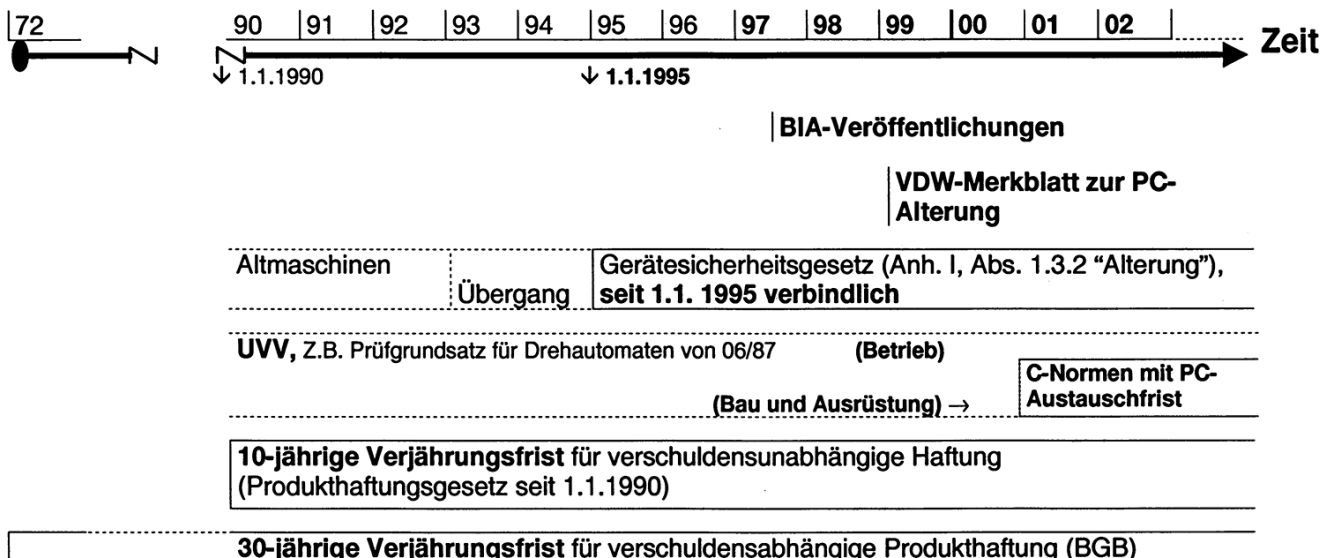 72 90 91 92 93 94 95 96 97 98 99 00 01 02
Zeit
↓ 1.1.1990 ↓ 1.1.1995
BIA-Veröffentlichungen
VDW-Merkblatt zur PC-
Alterung
Altmaschinen
Übergang
Gerätesicherheitsgesetz (Anh. I, Abs. 1.3.2 “Alterung”),
seit 1.1. 1995 verbindlich
UVV, Z.B. Prüfgrundsatz für Drehautomaten von 06/87 (Betrieb)
(Bau und Ausrüstung) →
C-Normen mit PC-
Austauschfrist
10-jährige Verjährungsfrist für verschuldensunabhängige Haftung
(Produkthaftungsgesetz seit 1.1.1990)
30-jährige Verjährungsfrist für verschuldensabhängige Produkthaftung (BGB)